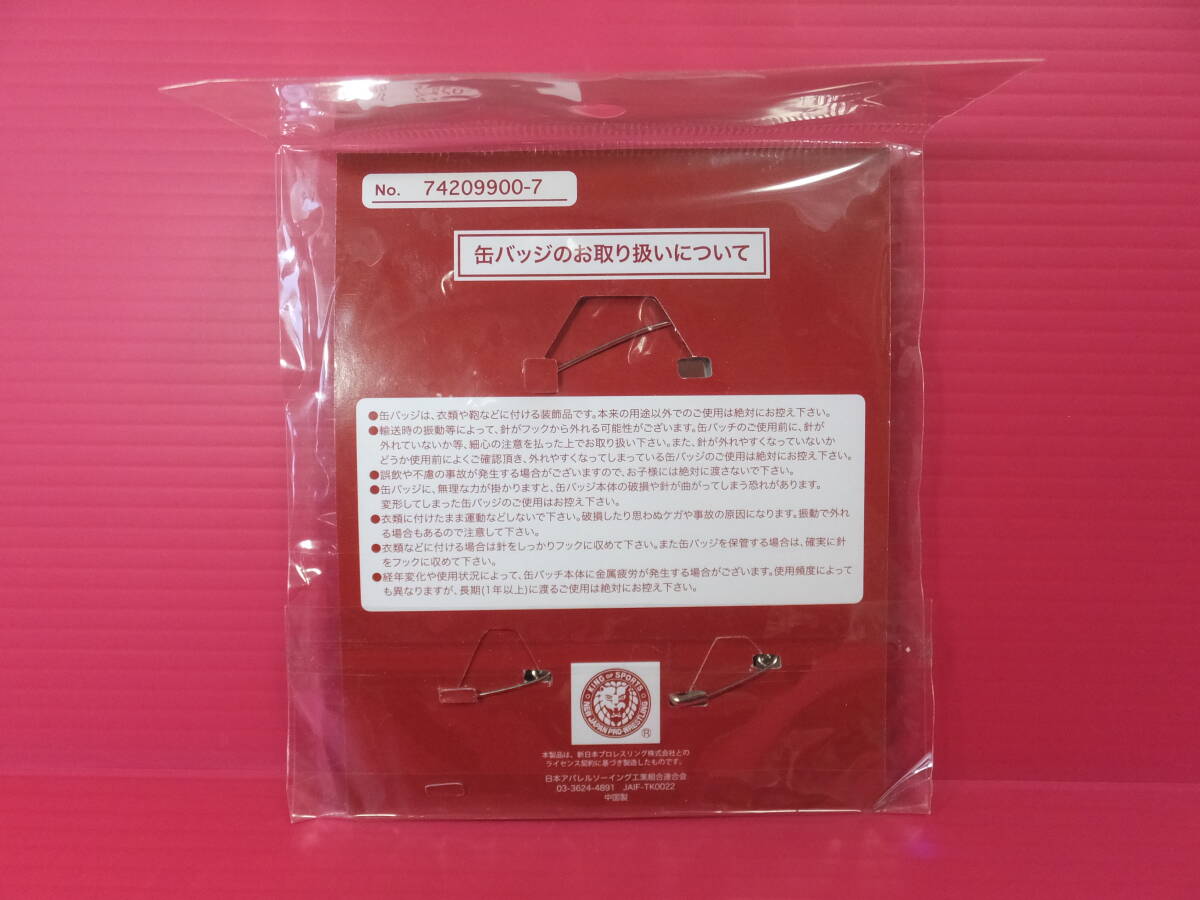 No. 74209900-7
缶バッジのお取り扱いについて
●缶バッジは、衣類や鞄などに付ける装飾品です。本来の用途以外でのご使用は絶対にお控え下さい。
●輸送時の振動等によって、針がフックから外れる可能性がございます。缶バッチのご使用前に、針が
外れていないか等、細心の注意を払った上でお取り扱い下さい。また、針が外れやすくなっていないか
どうか使用前によくご確認頂き、外れやすくなってしまっている缶バッジのご使用は絶対にお控え下さい。
●誤飲や不慮の事故が発生する場合がございますので、お子様には絶対に渡さないで下さい。
●缶バッジに、無理な力が掛かりますと、缶バッジ本体の破損や針が曲がってしまう恐れがあります。
変形してしまった缶バッジのご使用はお控え下さい。
●衣類に付けたまま運動などしないで下さい。破損したり思わぬケガや事故の原因になります。振動で外れ
る場合もあるので注意して下さい。
●衣類などに付ける場合は針をしっかりフックに収めて下さい。また缶バッジを保管する場合は、確実に針
をフックに収めて下さい。
●経年変化や使用状況によって、缶バッチ本体に金属疲労が発生する場合がございます。使用頻度によって
も異なりますが、長期(1年以上)に渡るご使用は絶対にお控え下さい。
KING OF SPORTS
NEW JAPAN PRO-WRESTLING
®
本製品は、新日本プロレスリング株式会社との
ライセンス契約に基づき製造したものです。
日本アパレルソーイング工業組合連合会
03-3624-4891 JAIF-TK0022
中国製